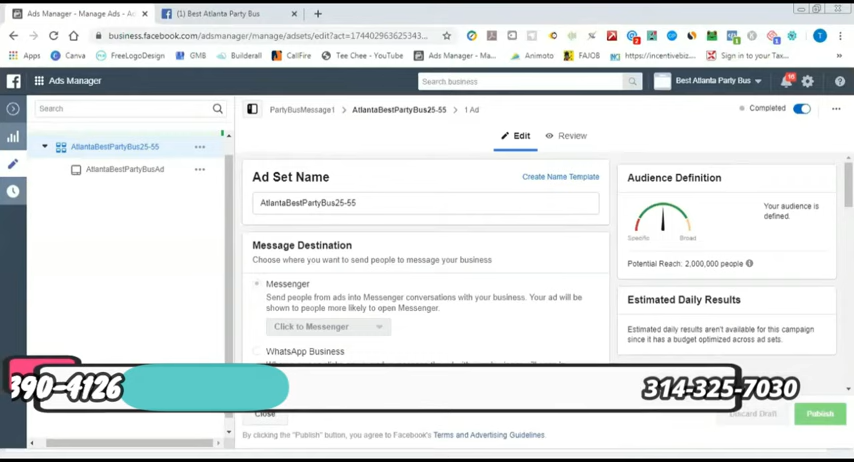 Ads Manager - Manage Ads - Ads
(1) Best Atlanta Party Bus
business.facebook.com/adsmanager/manage/adsets/edit?act=174402963625343...
Apps
Canva
FreeLogoDesign
GMB
Builderall
CallFire
Tee Chee - YouTube
Ads Manager - Ma...
Animoto
FAJOB
https://incentivebiz...
Sign in to your Tax...
Ads Manager
Search business
Best Atlanta Party Bus
Search
PartyBusMessage1
AtlantaBestPartyBus25-55
1 Ad
Completed
AtlantaBestPartyBus25-55
AtlantaBestPartyBusAd
Edit
Review
Ad Set Name
Create Name Template
AtlantaBestPartyBus25-55
Message Destination
Choose where you want to send people to message your business
Messenger
Send people from ads into Messenger conversations with your business. Your ad will be
shown to people more likely to open Messenger.
Click to Messenger
WhatsApp Business
Audience Definition
Your audience is
defined.
Specific
Broad
Potential Reach: 2,000,000 people
Estimated Daily Results
Estimated daily results aren't available for this campaign
since it has a budget optimized across ad sets.
390-4126
314-325-7030
Close
Discard Draft
Publish
By clicking the "Publish" button, you agree to Facebook's Terms and Advertising Guidelines.